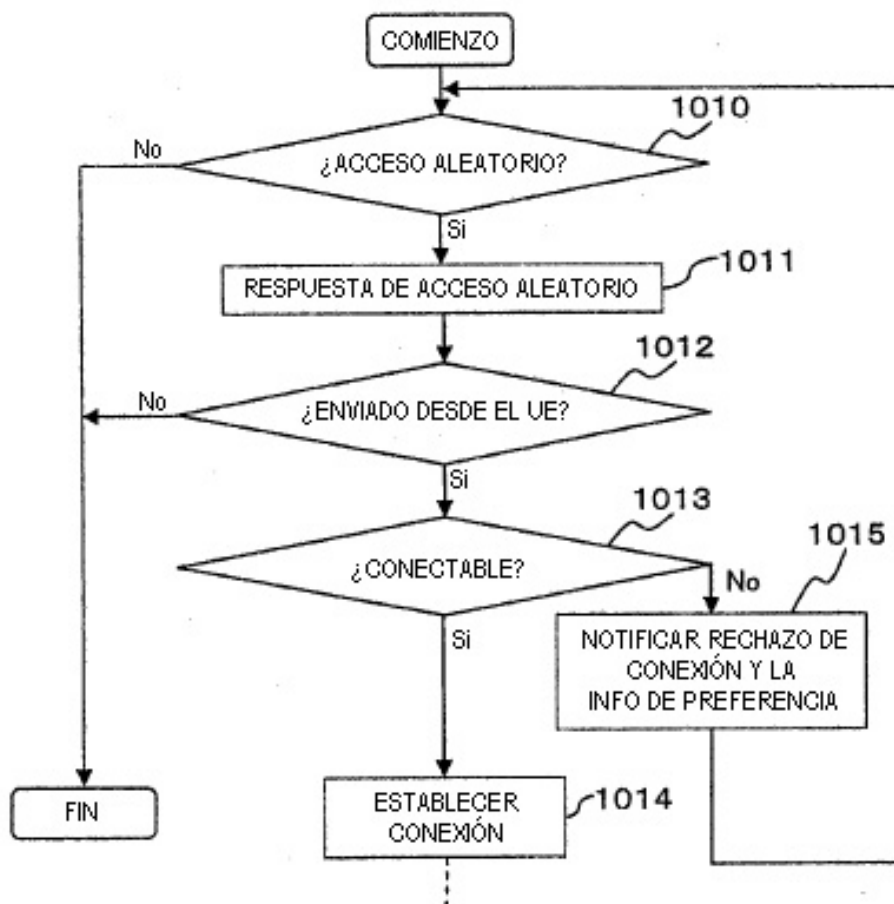 COMIENZO
1010
No
¿ACCESO ALEATORIO?
Si
1011
RESPUESTA DE ACCESO ALEATORIO
1012
No
¿ENVIADO DESDE EL UE?
Si
1013
1015
¿CONECTABLE?
No
Si
NOTIFICAR RECHAZO DE
CONEXIÓN Y LA
INFO DE PREFERENCIA
FIN
ESTABLECER
CONEXIÓN
1014